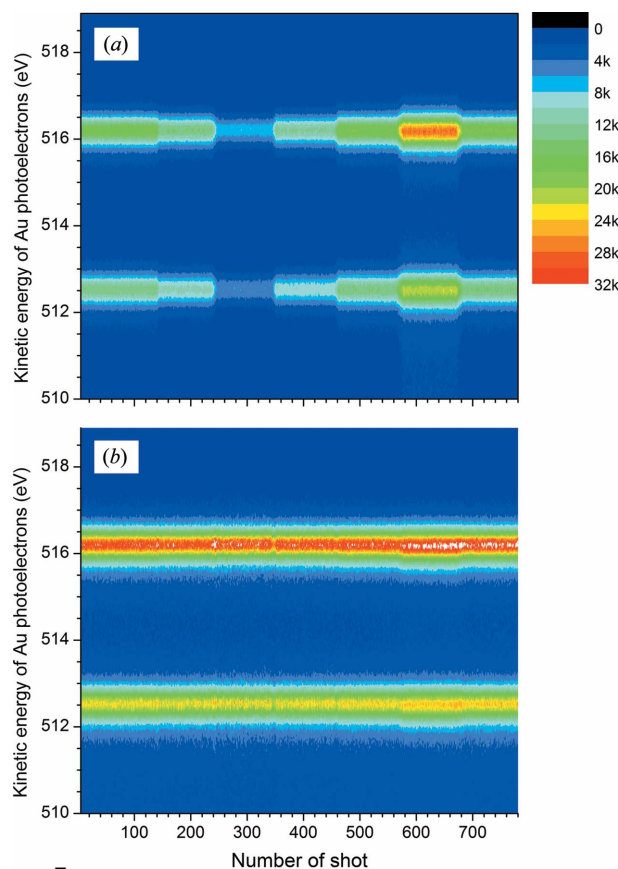 (a)
Kinetic energy of Au photoelectrons (eV)
518
516
514
512
510
0
4k
8k
12k
16k
20k
24k
28k
32k
(b)
Kinetic energy of Au photoelectrons (eV)
518
516
514
512
510
100 200 300 400 500 600 700
Number of shot